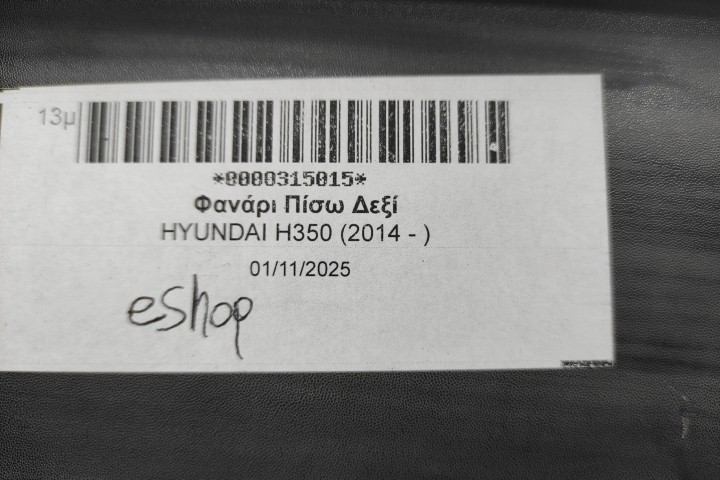 13μ
*0000315015*
Φανάρι Πίσω Δεξί
HYUNDAI H350 (2014 - )
01/11/2025
eshop